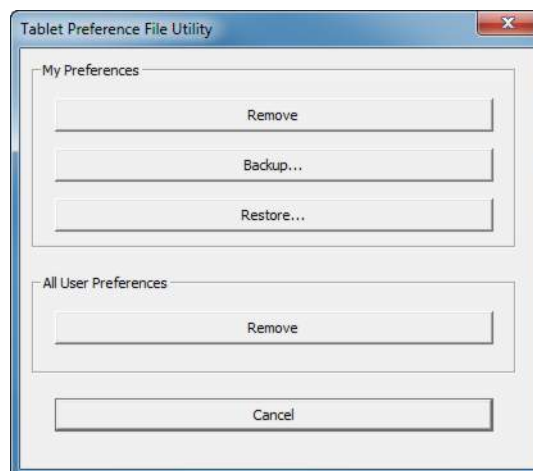 Tablet Preference File Utility
My Preferences
Remove
Backup...
Restore...
All User Preferences
Remove
Cancel